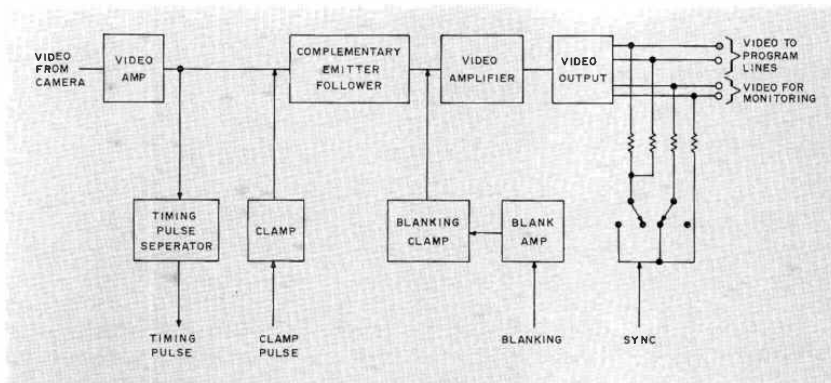 VIDEO
FROM
CAMERA
VIDEO
AMP
COMPLEMENTARY
EMITTER
FOLLOWER
VIDEO
AMPLIFIER
VIDEO
OUTPUT
VIDEO TO
PROGRAM
LINES
VIDEO FOR
MONITORING
TIMING
PULSE
SEPERATOR
CLAMP
BLANKING
CLAMP
BLANK
AMP
TIMING
PULSE
CLAMP
PULSE
BLANKING
SYNC